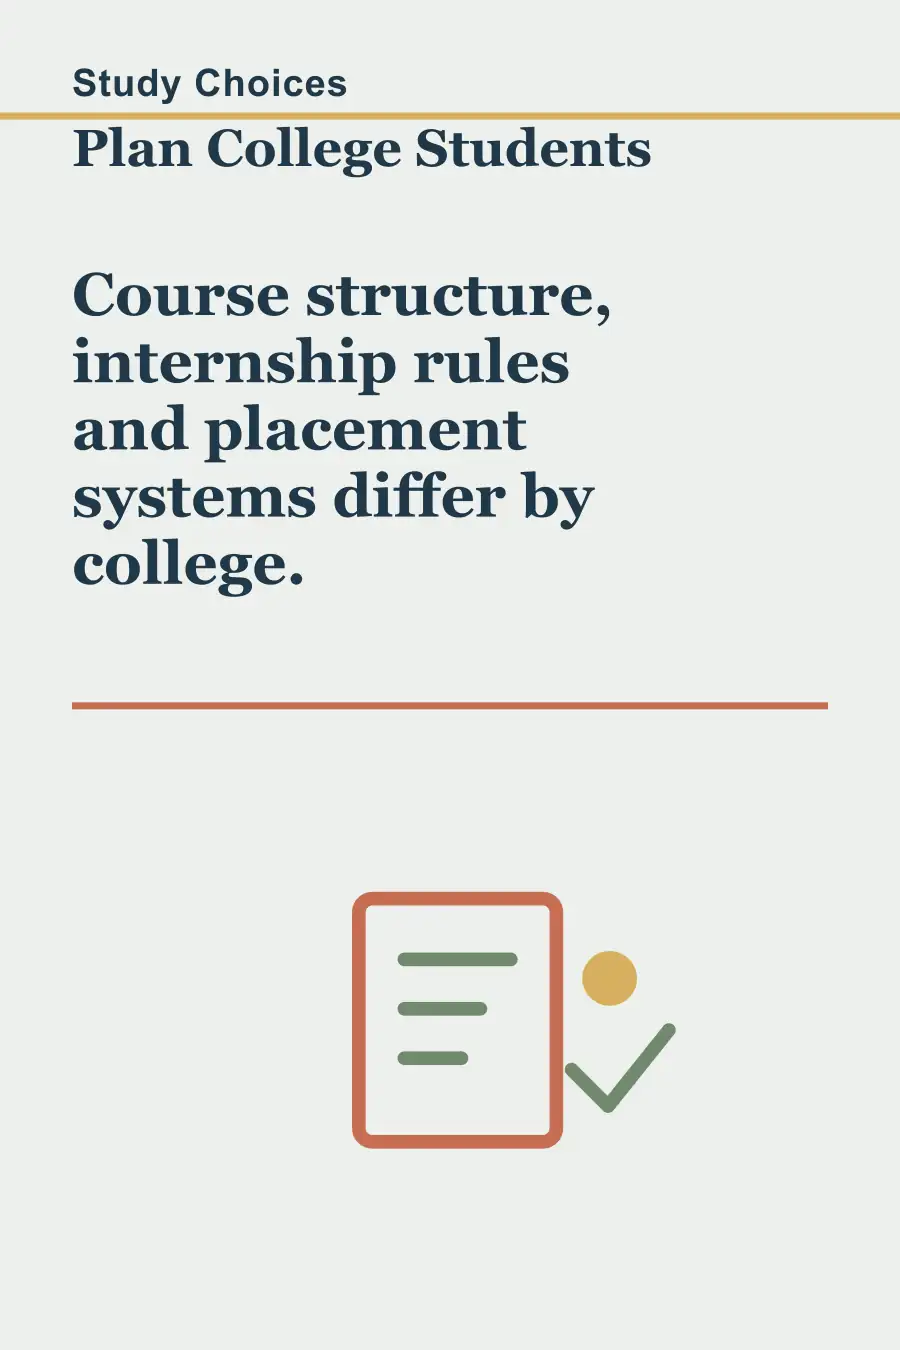 Study Choices
Plan College Students
Course structure,
internship rules
and placement
systems differ by
college.